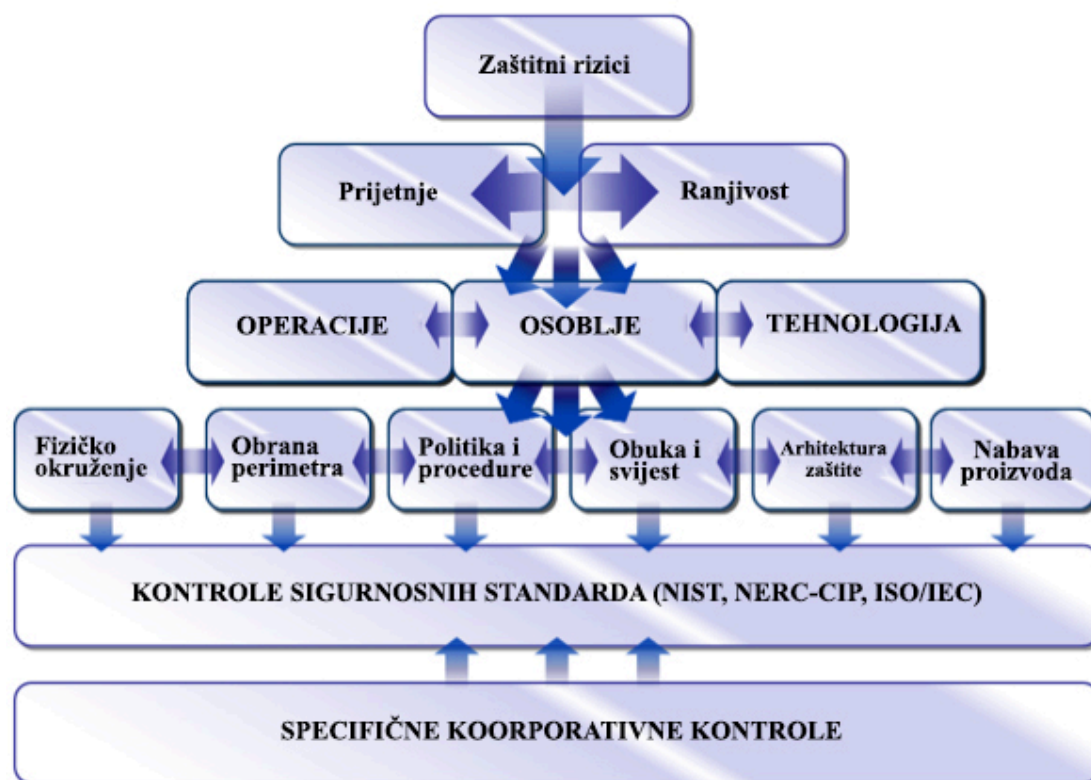 Zaštitni rizici
Prijetnje
Ranjivost
OPERACIJE
OSOBLJE
TEHNOLOGIJA
Fizičko
okruženje
Obrana
perimetra
Politika i
procedure
Obuka i
svijest
Arhitektura
zaštite
Nabava
proizvoda
KONTROLE SIGURNOSNIH STANDARDA (NIST, NERC-CIP, ISO/IEC)
SPECIFIČNE KOORPORATIVNE KONTROLE